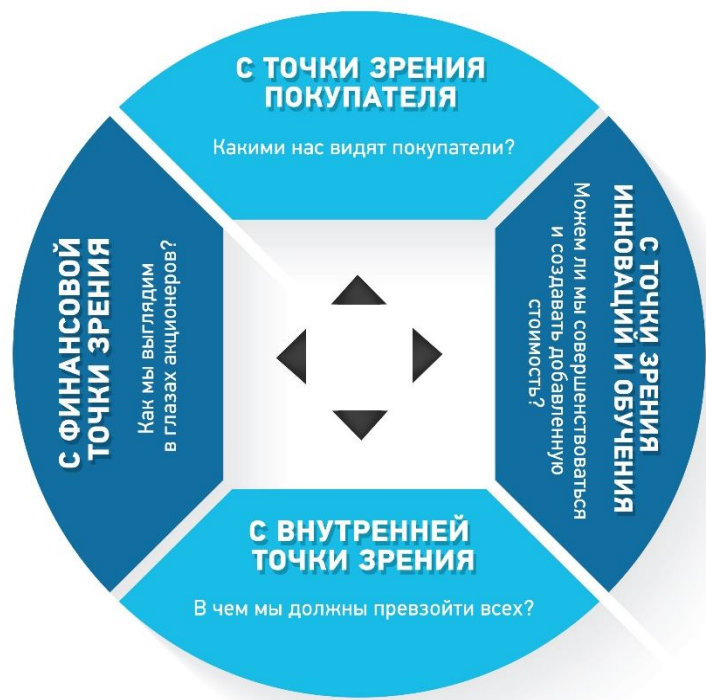 С ТОЧКИ ЗРЕНИЯ
ПОКУПАТЕЛЯ
Какими нас видят покупатели?
С ФИНАНСОВОЙ
ТОЧКИ ЗРЕНИЯ
Как мы выглядим
в глазах акционеров?
С ТОЧКИ ЗРЕНИЯ
ИННОВАЦИЙ И ОБУЧЕНИЯ
Можем ли мы совершенствоваться
и создавать добавленную
стоимость?
С ВНУТРЕННЕЙ
ТОЧКИ ЗРЕНИЯ
В чем мы должны превзойти всех?